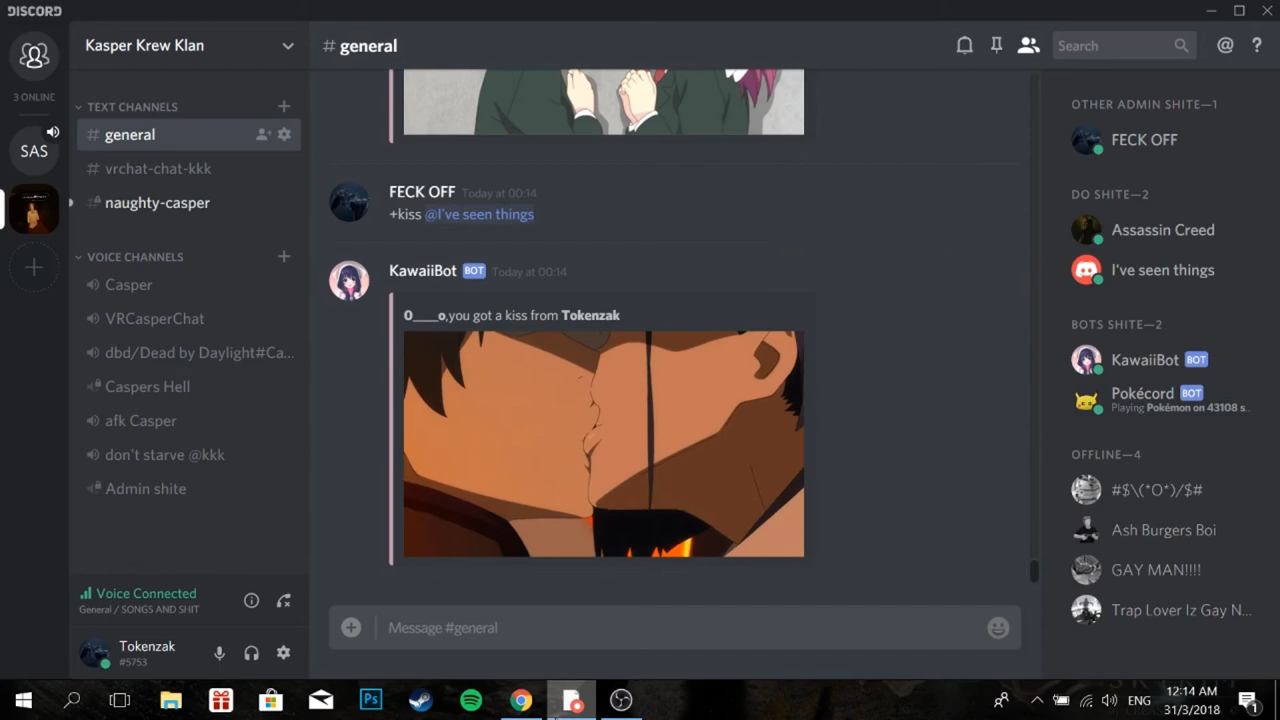 DISCORD
3 ONLINE
SAS
Kasper Krew Klan
TEXT CHANNELS
# general
# vrchat-chat-kkk
# naughty-casper
VOICE CHANNELS
Casper
VRCasperChat
dbd/Dead by Daylight#Ca...
Caspers Hell
afk Casper
don't starve @kkk
Admin shite
Voice Connected
General / SONGS AND SHIT
Tokenzak
#5753
# general
Search
@ ?
FECK OFF Today at 00:14
+kiss @I've seen things
KawaiiBot BOT Today at 00:14
0____o,you got a kiss from Tokenzak
Message #general
OTHER ADMIN SHITE—1
FECK OFF
DO SHITE—2
Assassin Creed
I've seen things
BOTS SHITE—2
KawaiiBot BOT
Pokécord BOT
Playing Pokémon on 43108 s...
OFFLINE—4
#$\(*O*)/$#
Ash Burgers Boi
GAY MAN!!!!
Trap Lover Iz Gay N...
Ps
ENG
12:14 AM
31/3/2018
1